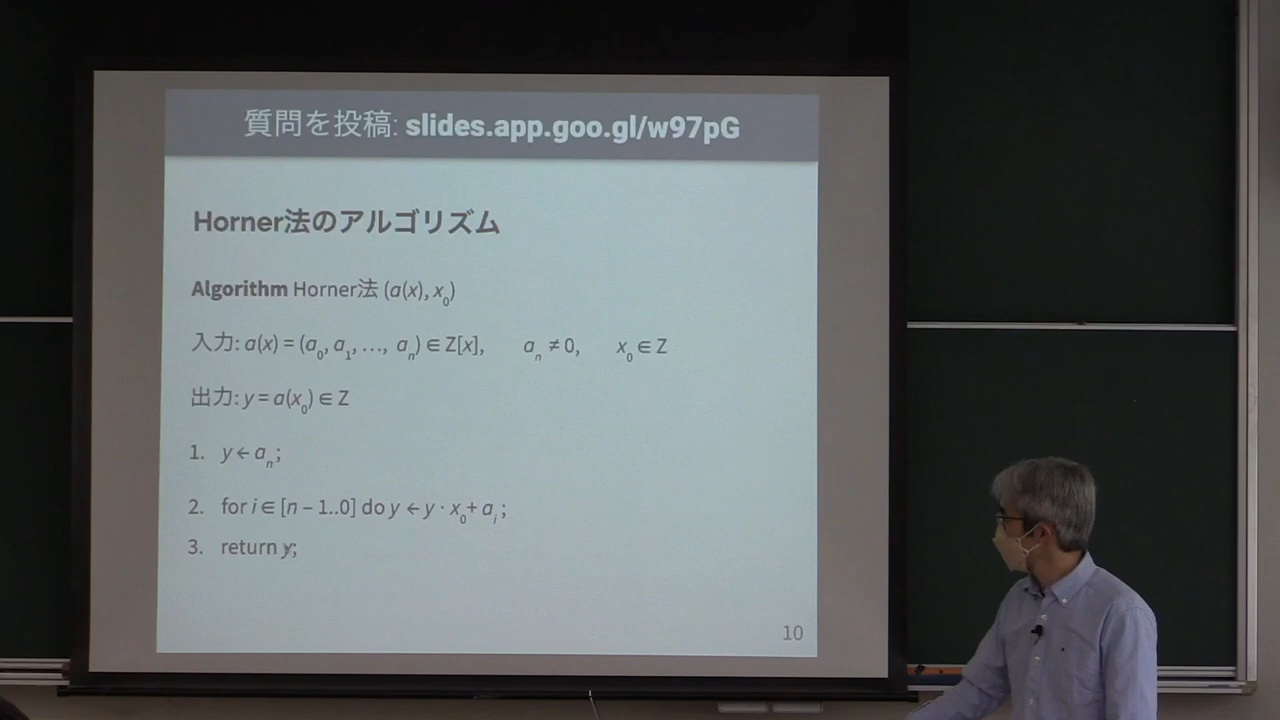 質問を投稿: slides.app.goo.gl/w97pG
Horner法のアルゴリズム
Algorithm Horner法 (a(x), x₀)
入力: a(x) = (a₀, a₁, …, aₙ) ∈ Z[x], aₙ ≠ 0, x₀ ∈ Z
出力: y = a(x₀) ∈ Z
1. y ← aₙ ;
2. for i ∈ [n − 1..0] do y ← y · x₀ + aᵢ ;
3. return y;
10